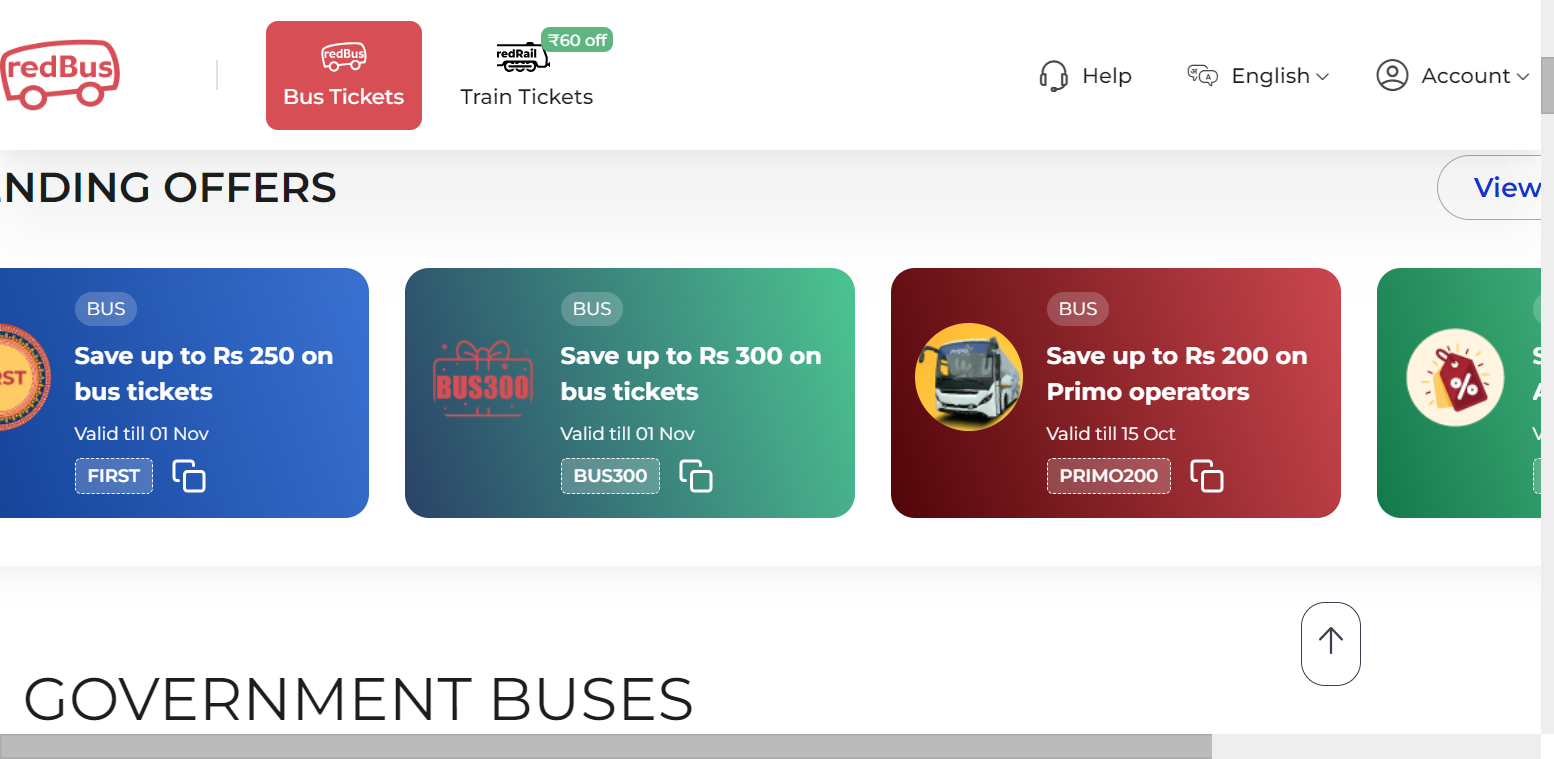 redBus
redBus
Bus Tickets
redRail
₹60 off
Train Tickets
Help
English
Account
NDING OFFERS
View
BUS
Save up to Rs 250 on
bus tickets
Valid till 01 Nov
FIRST
BUS300
BUS
Save up to Rs 300 on
bus tickets
Valid till 01 Nov
BUS300
BUS
Save up to Rs 200 on
Primo operators
Valid till 15 Oct
PRIMO200
%
GOVERNMENT BUSES